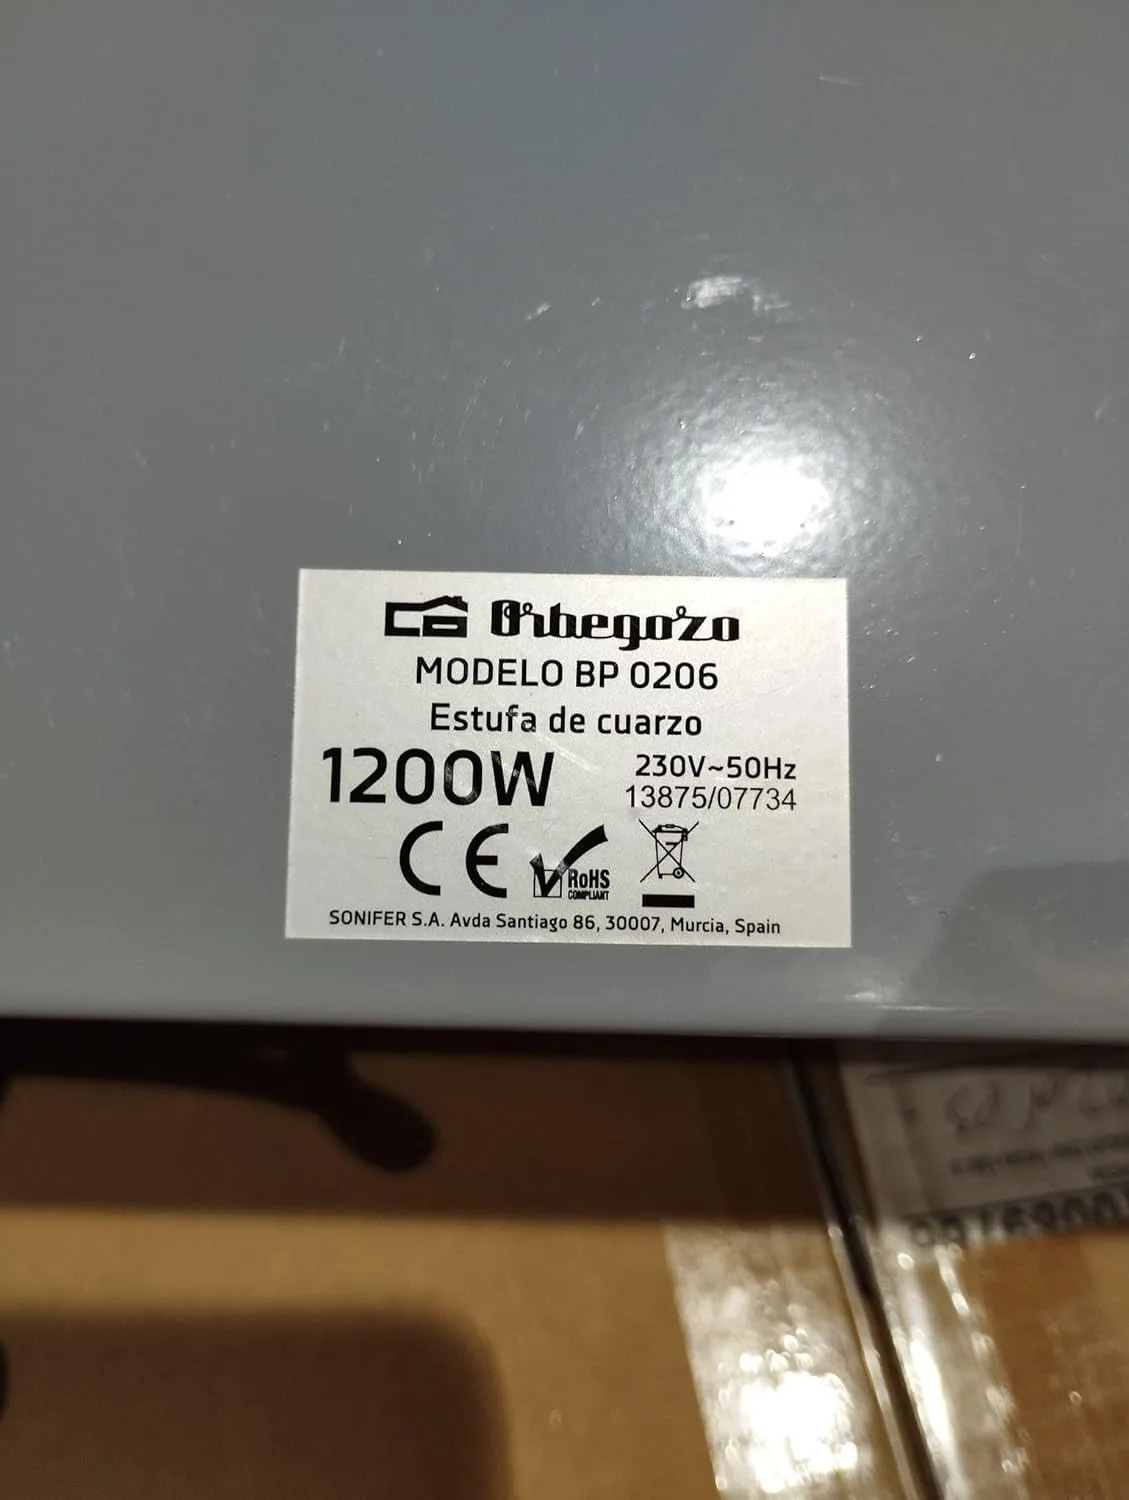 Orbegozo
MODELO BP 0206
Estufa de cuarzo
1200W
230V~50Hz
13875/07734
CE
RoHS
COMPLIANT
SONIFER S.A. Avda Santiago 86, 30007, Murcia, Spain